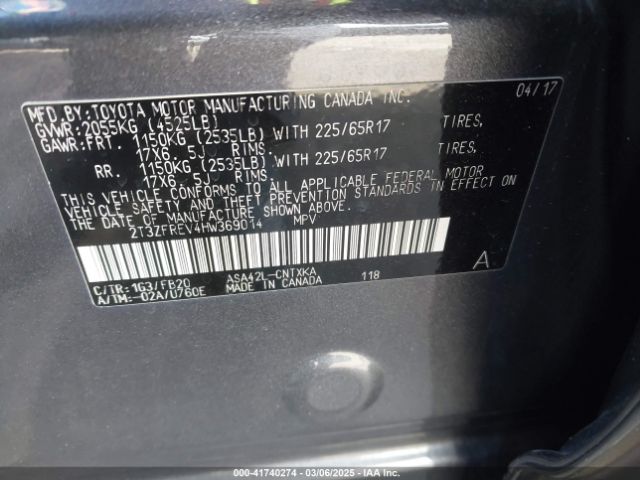 MFD.BY:TOYOTA MOTOR MANUFACTURING CANADA INC. 04/17
GVWR:2055KG (4525LB)
GAWR:FRT. 1150KG (2535LB) WITH 225/65R17 TIRES,
17X6.5J RIMS.
RR. 1150KG (2535LB) WITH 225/65R17 TIRES,
17X6.5J RIMS.
THIS VEHICLE CONFORMS TO ALL APPLICABLE FEDERAL MOTOR
VEHICLE SAFETY AND THEFT PREVENTION STANDARDS IN EFFECT ON
THE DATE OF MANUFACTURE SHOWN ABOVE.
2T3ZFREV4HW369014 MPV
A
C/TR:1G3/FB20 ASA42L-CNTXKA 118
A/TM:-02A/U760E MADE IN CANADA
000-41740274 - 03/06/2025 - IAA